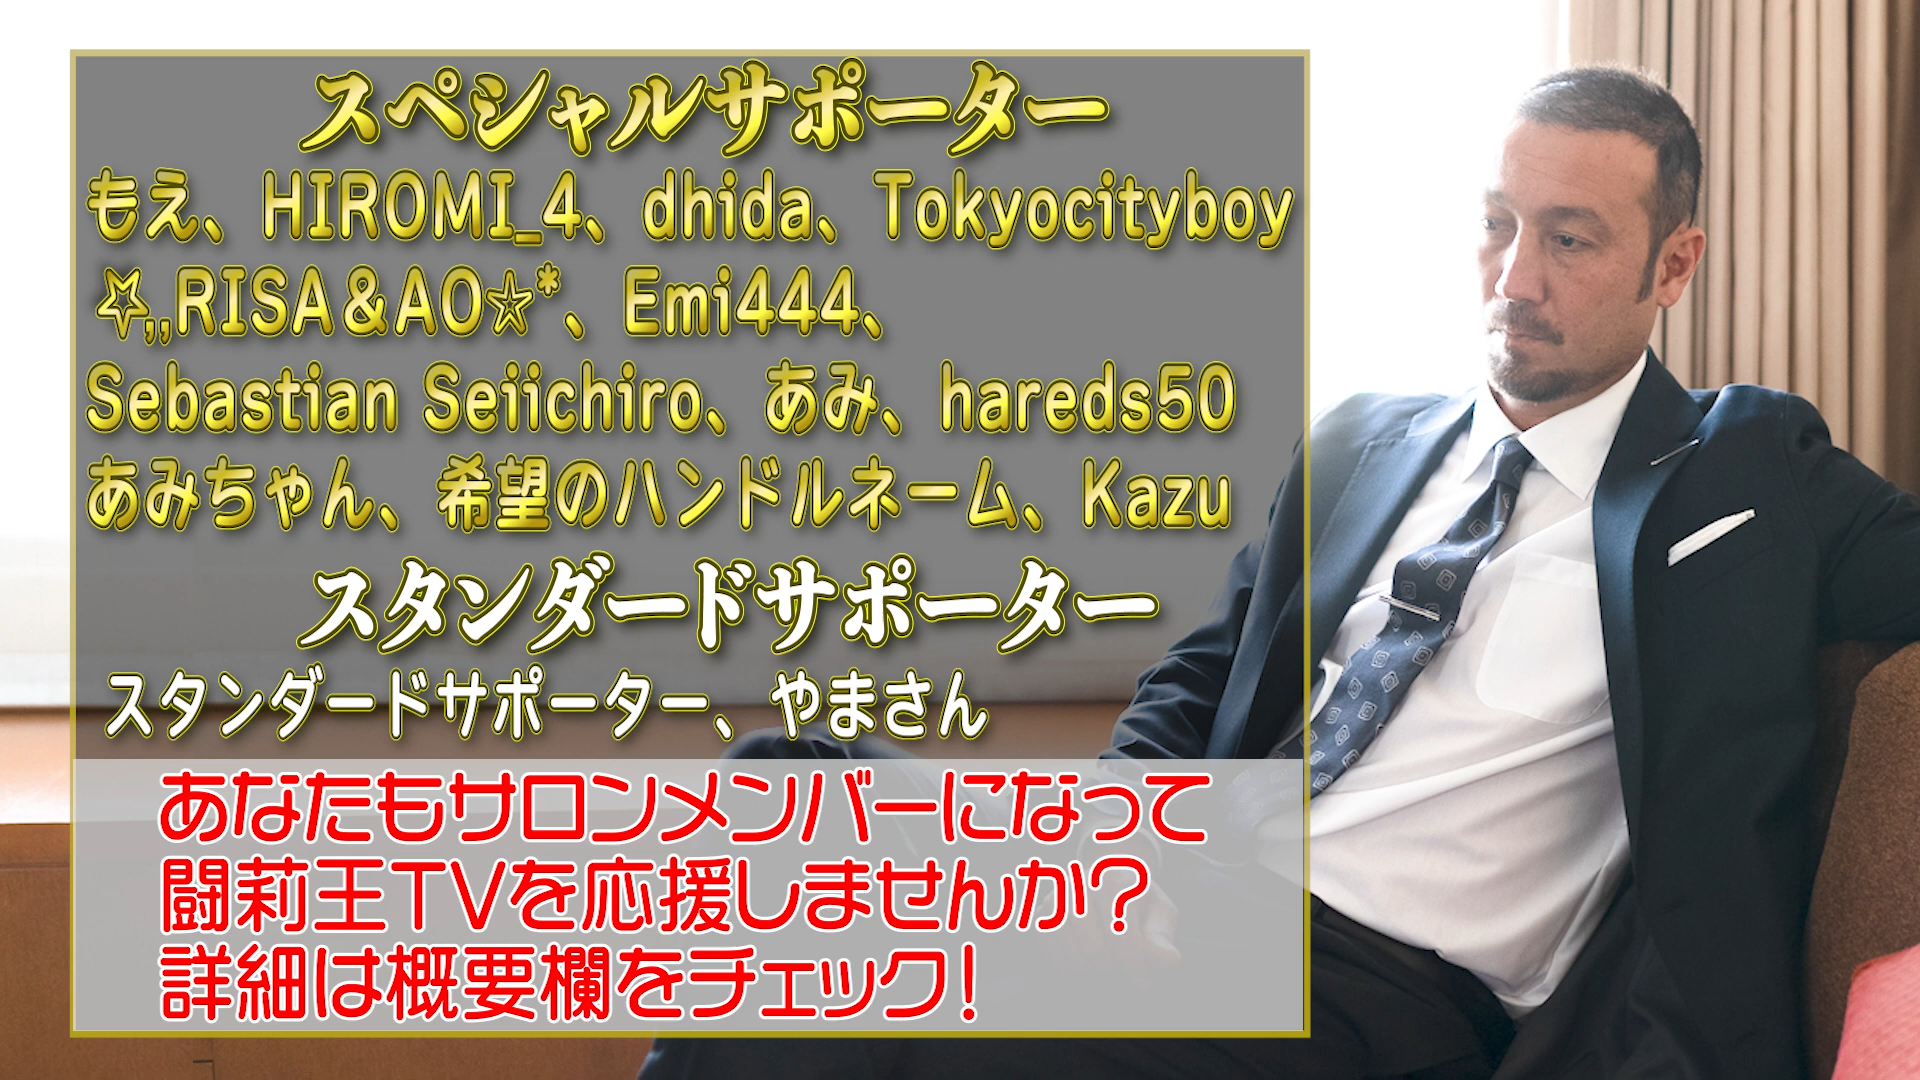 スペシャルサポーター
もえ、HIROMI_4、dhida、Tokyocityboy
✫,,RISA＆AO☆*、Emi444、
Sebastian Seiichiro、あみ、hareds50
あみちゃん、希望のハンドルネーム、Kazu
スタンダードサポーター
スタンダードサポーター、やまさん
あなたもサロンメンバーになって
闘莉王TVを応援しませんか?
詳細は概要欄をチェック!